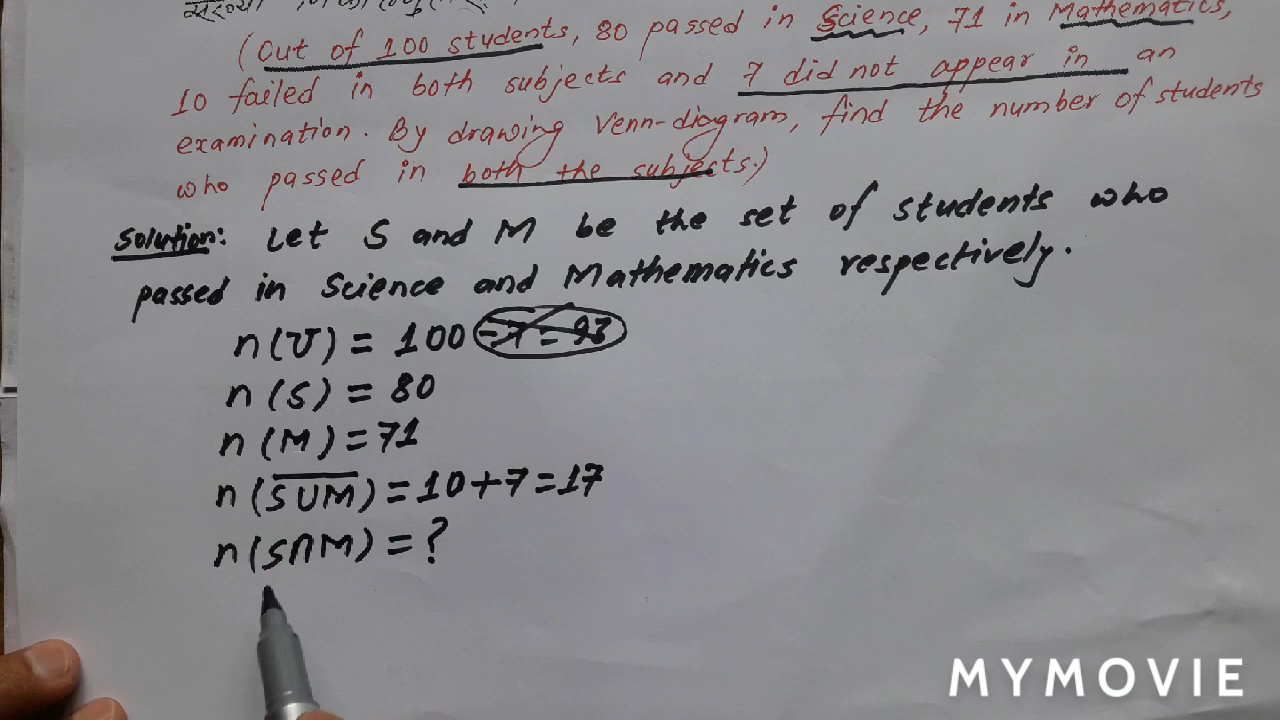 संख्या
(Out of 100 students, 80 passed in Science, 71 in Mathematics,
10 failed in both subjects and 7 did not appear in an
examination. By drawing Venn-diagram, find the number of students
who passed in both the subjects.)
Solution: Let S and M be the set of students who
passed in Science and Mathematics respectively.
n(U) = 100 - 7 = 93
n(S) = 80
n(M) = 71
n(S̅∪̅M̅) = 10+7=17
n(S∩M) = ?
MYMOVIE